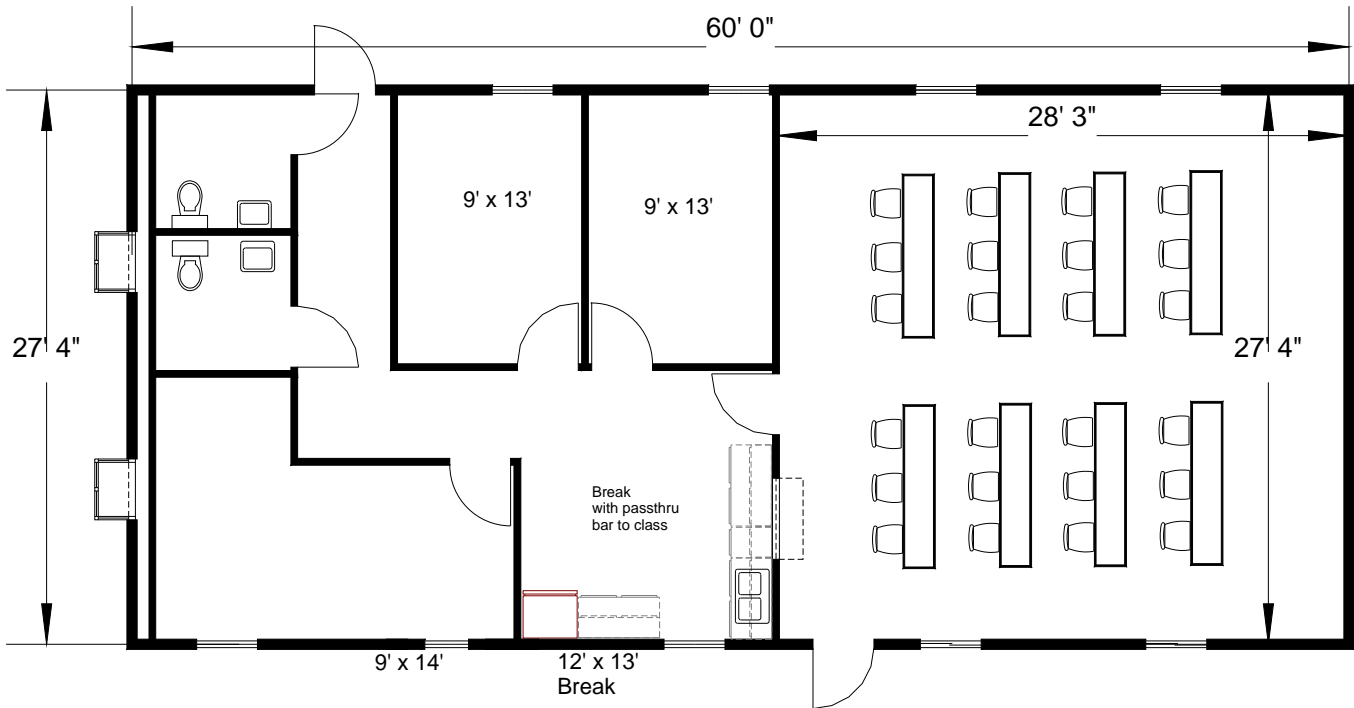 60' 0"
28' 3"
9' x 13'
9' x 13'
27' 4"
27' 4"
Break
with passthru
bar to class
9' x 14'
12' x 13'
Break